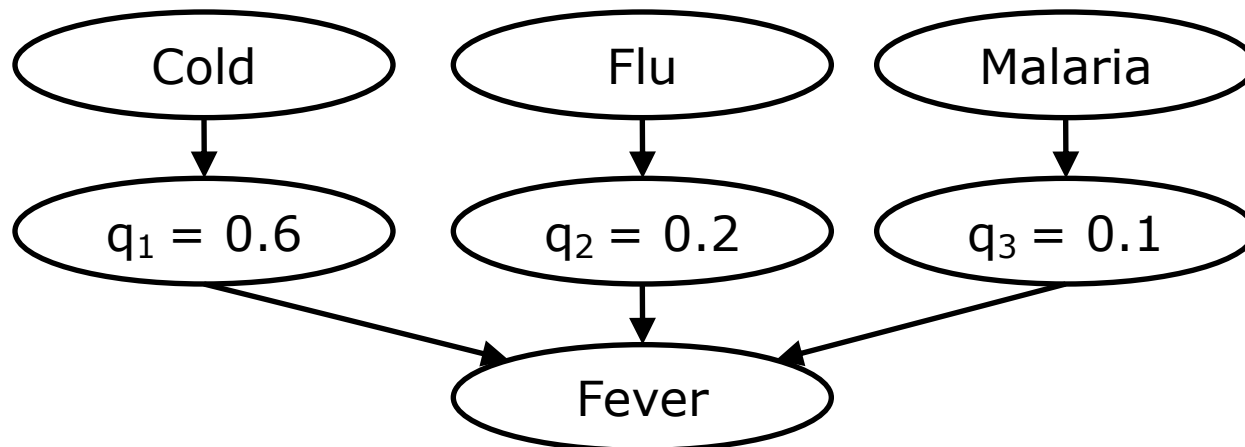 Cold
Flu
Malaria
q₁ = 0.6
q₂ = 0.2
q₃ = 0.1
Fever